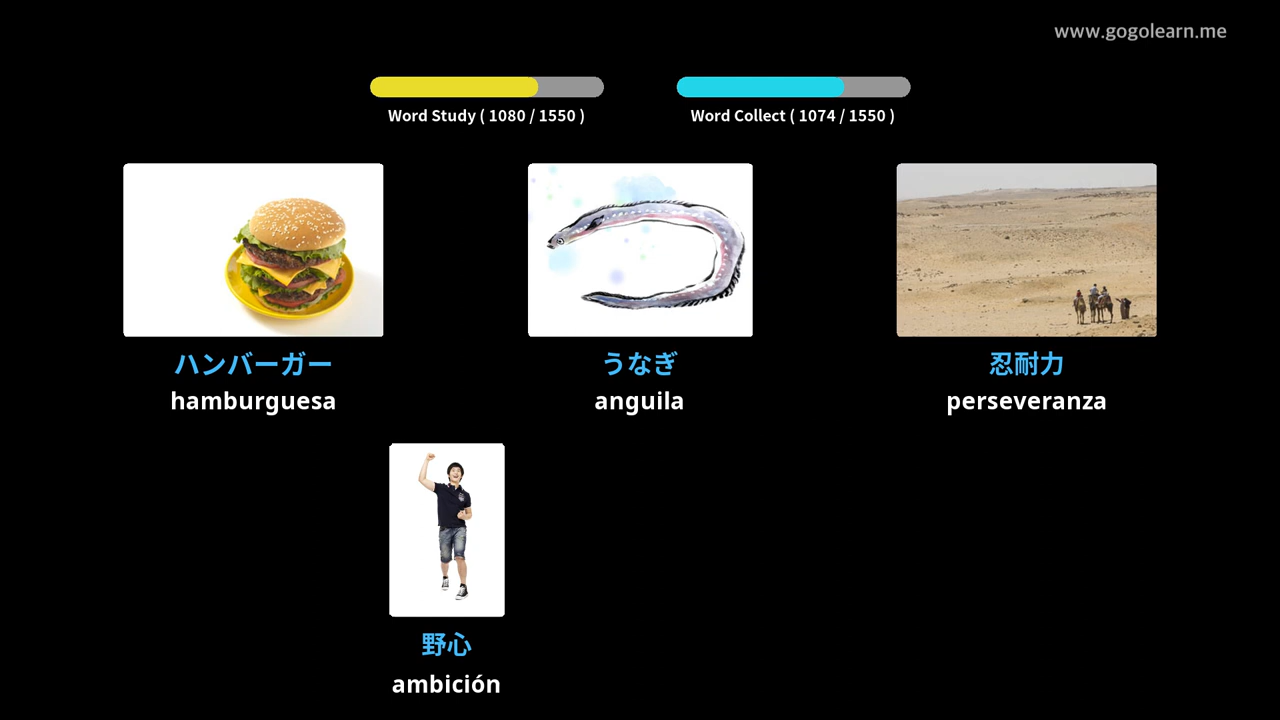 www.gogolearn.me
Word Study ( 1080 / 1550 )
Word Collect ( 1074 / 1550 )
ハンバーガー
hamburguesa
うなぎ
anguila
忍耐力
perseveranza
野心
ambición